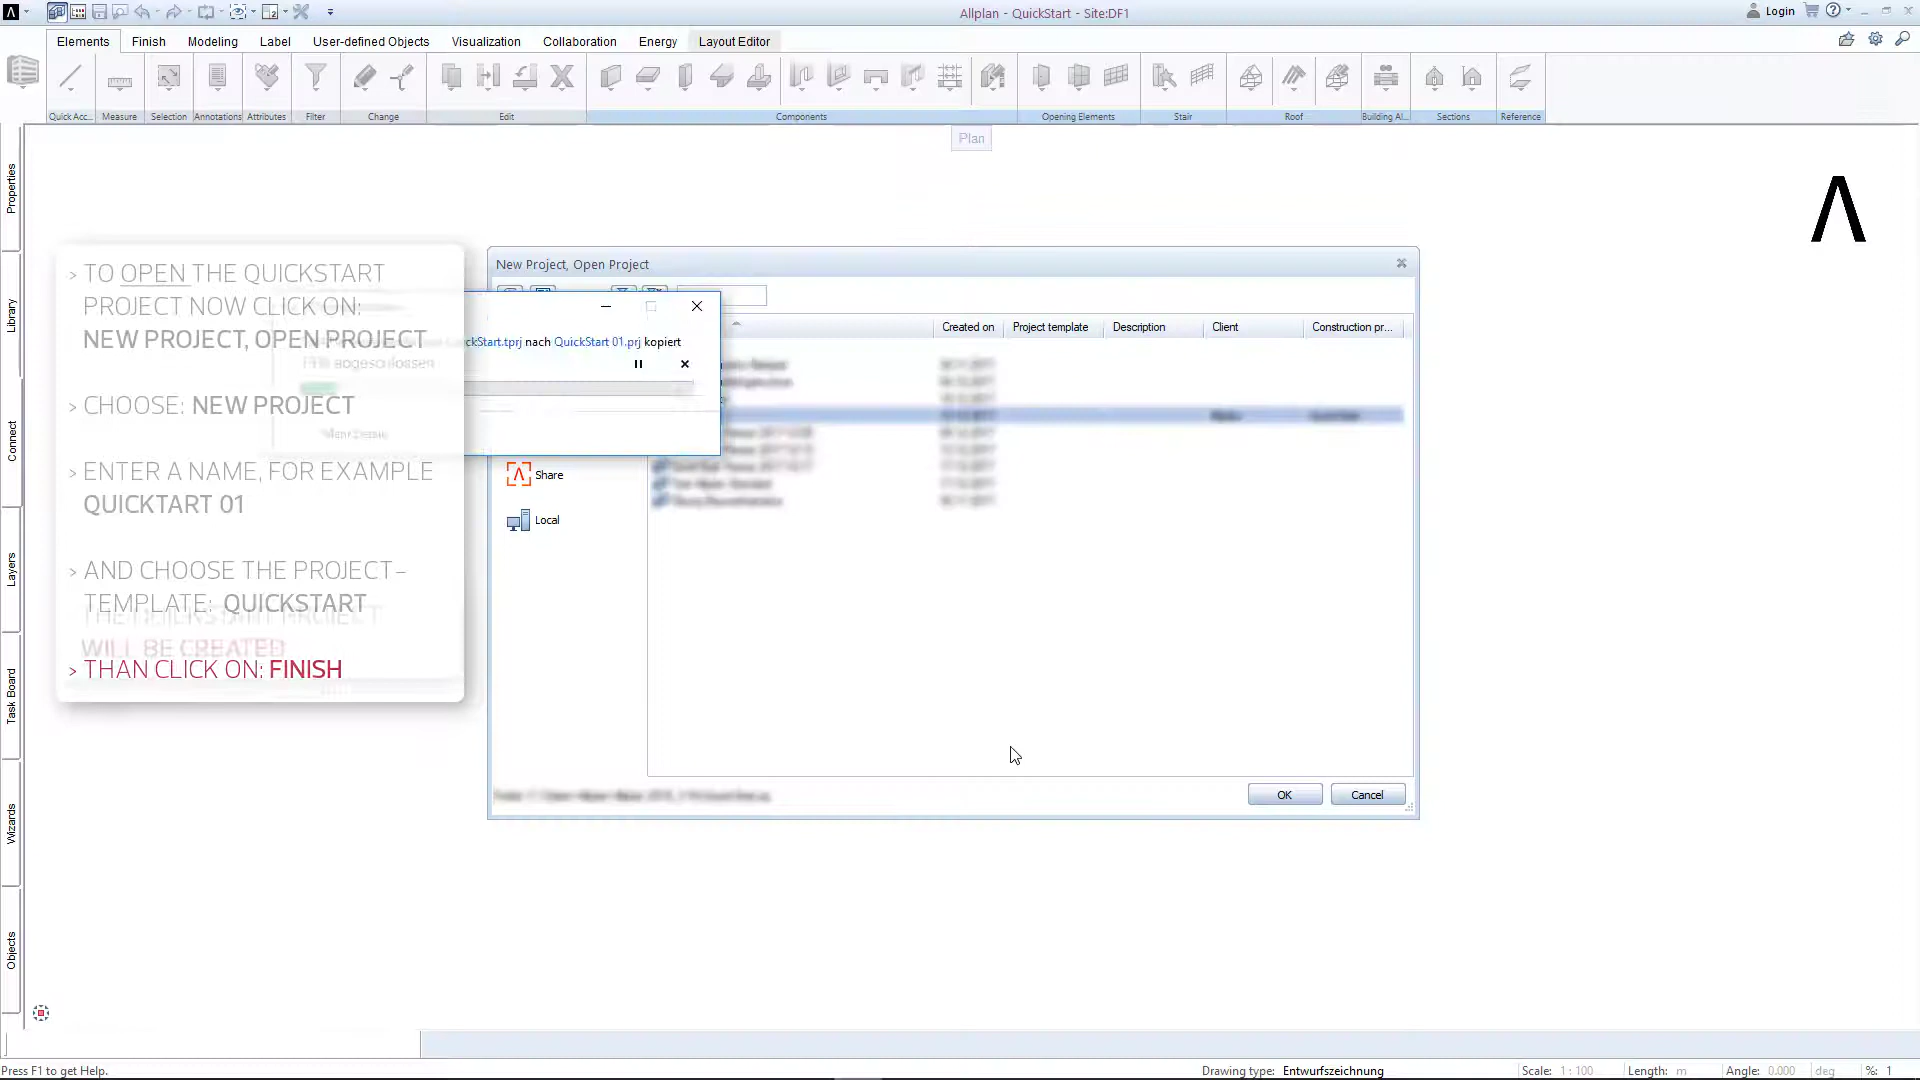 Allplan - QuickStart - Site:DF1
Login
Elements
Finish
Modeling
Label
User-defined Objects
Visualization
Collaboration
Energy
Layout Editor
Quick Acc...
Measure
Selection
Annotations
Attributes
Filter
Change
Edit
Components
Opening Elements
Stair
Roof
Building Al...
Sections
Reference
Plan
Properties
Library
Connect
Layers
Task Board
Wizards
Objects
> TO OPEN THE QUICKSTART
PROJECT NOW CLICK ON:
NEW PROJECT, OPEN PROJECT
> CHOOSE: NEW PROJECT
> ENTER A NAME, FOR EXAMPLE
QUICKTART 01
> AND CHOOSE THE PROJECT-
TEMPLATE: QUICKSTART
THE QUICKSTART PROJECT
WILL BE CREATED
> THAN CLICK ON: FINISH
New Project, Open Project
ckStart.tprj nach QuickStart 01.prj kopiert
abgeschlossen
Created on
Project template
Description
Client
Construction pr...
Share
Local
OK
Cancel
Press F1 to get Help.
Drawing type: Entwurfszeichnung
Scale: 1 : 100
Length: m
Angle: 0.000
deg
%: 1